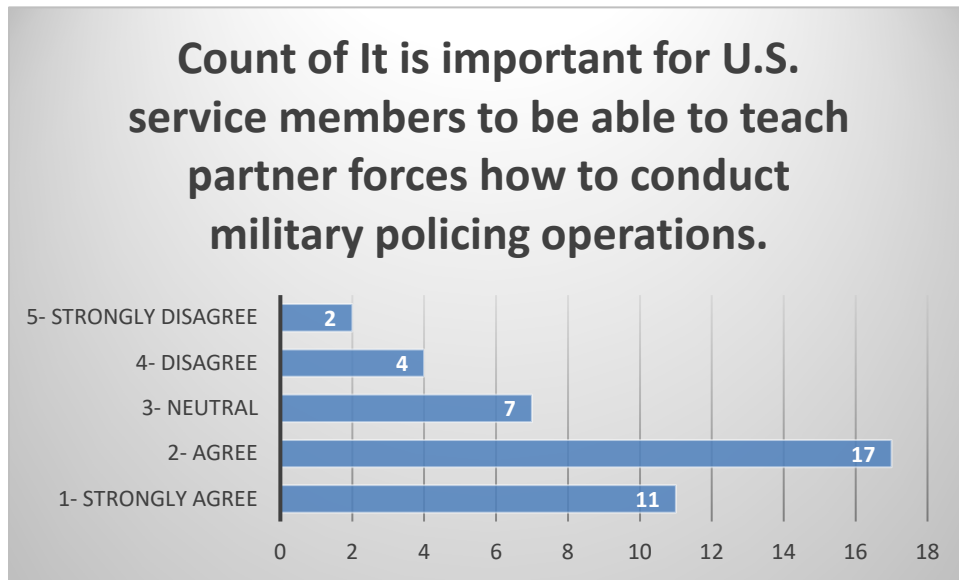 Count of It is important for U.S.
service members to be able to teach
partner forces how to conduct
military policing operations.
5- STRONGLY DISAGREE 2
4- DISAGREE 4
3- NEUTRAL 7
2- AGREE 17
1- STRONGLY AGREE 11
0 2 4 6 8 10 12 14 16 18